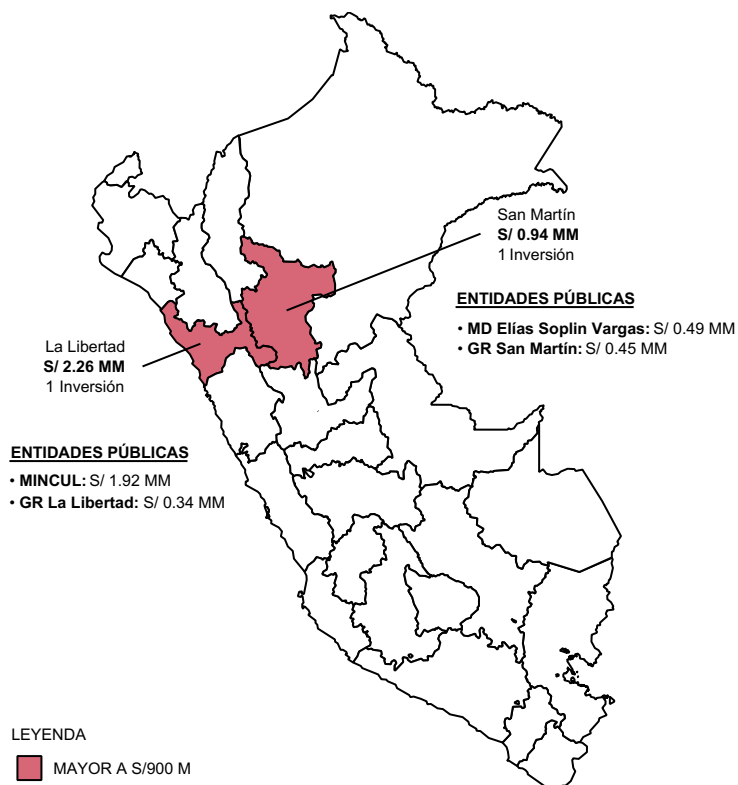 San Martín
S/ 0.94 MM
1 Inversión
ENTIDADES PÚBLICAS
• MD Elías Soplin Vargas: S/ 0.49 MM
• GR San Martín: S/ 0.45 MM
La Libertad
S/ 2.26 MM
1 Inversión
ENTIDADES PÚBLICAS
• MINCUL: S/ 1.92 MM
• GR La Libertad: S/ 0.34 MM
LEYENDA
MAYOR A S/900 M